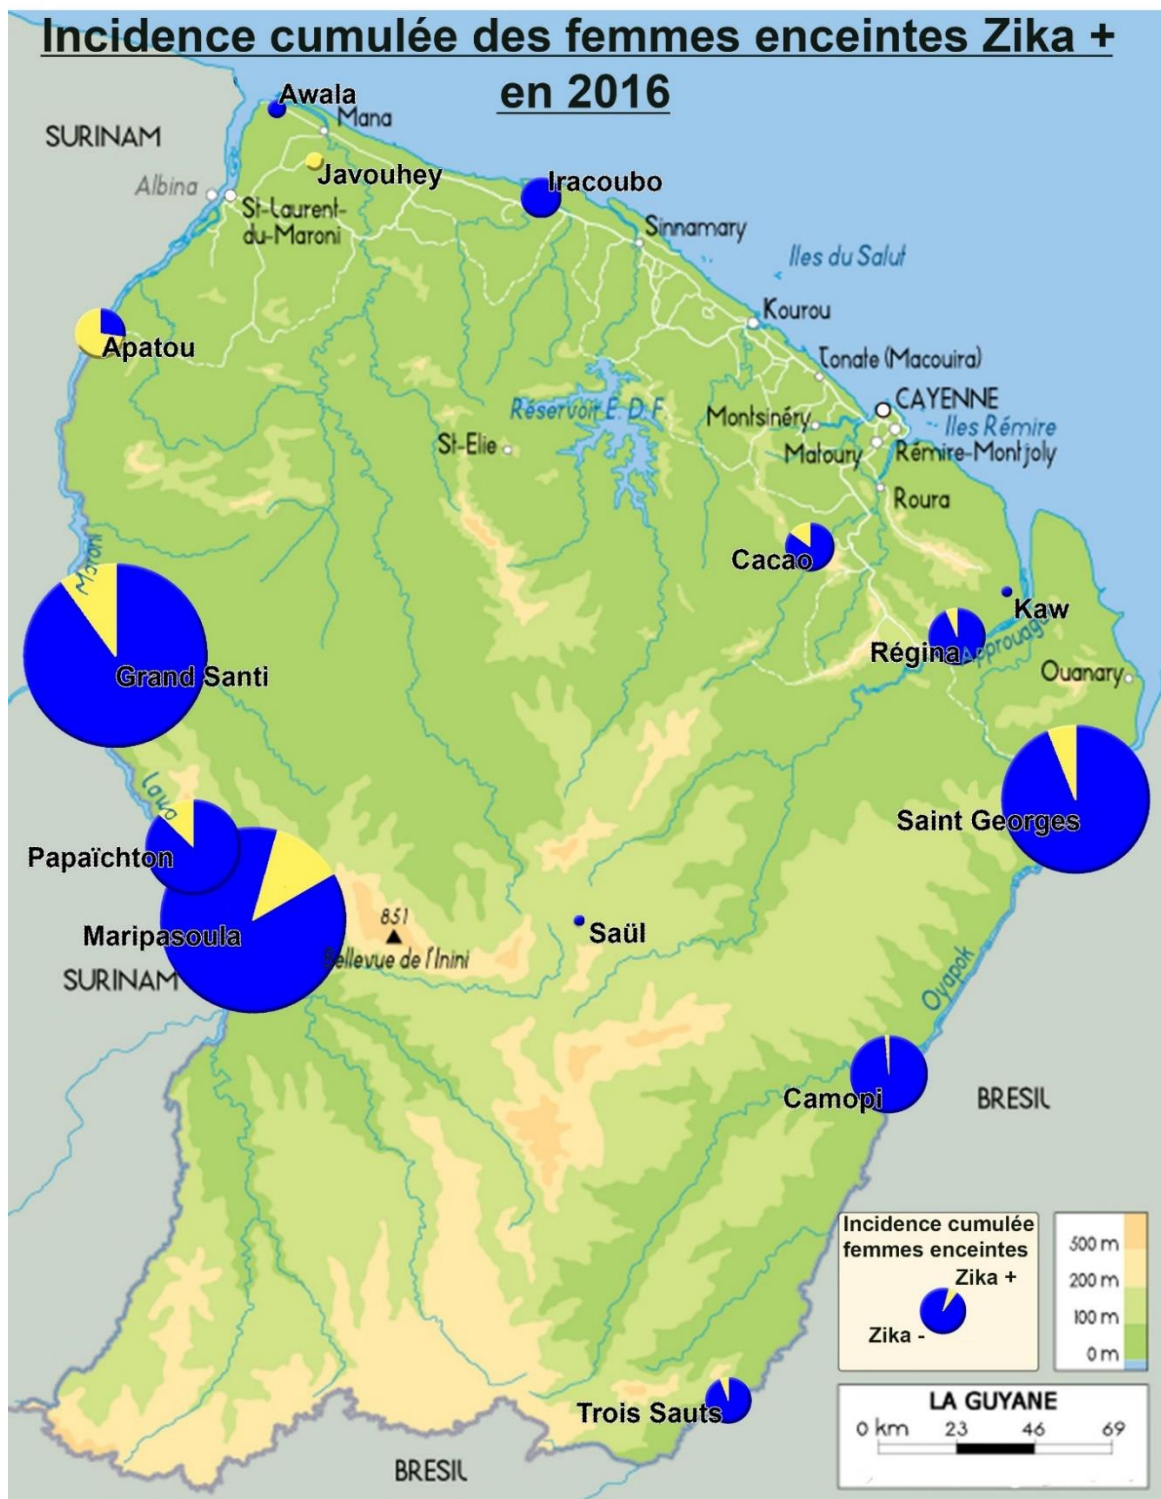 Incidence cumulée des femmes enceintes Zika +
en 2016
Awala
Mana
SURINAM
Javouhey
Albina
St-Laurent-
du-Maroni
Iracoubo
Sinnamary
Iles du Salut
Kourou
Apatou
Tonate (Macouira)
CAYENNE
Réservoir E. D. F.
Montsinéry
Iles Rémire
St-Elie
Matoury
Rémire-Montjoly
Roura
Maroni
Cacao
Kaw
Régina
Approuague
Grand Santi
Ouanary
Lawa
Saint Georges
Papaïchton
851
Maripasoula
Saül
Bellevue de l'Inini
SURINAM
Oyapok
Camopi
BRESIL
Incidence cumulée
femmes enceintes
Zika +
Zika -
500 m
200 m
100 m
0 m
Trois Sauts
LA GUYANE
0 km 23 46 69
BRESIL